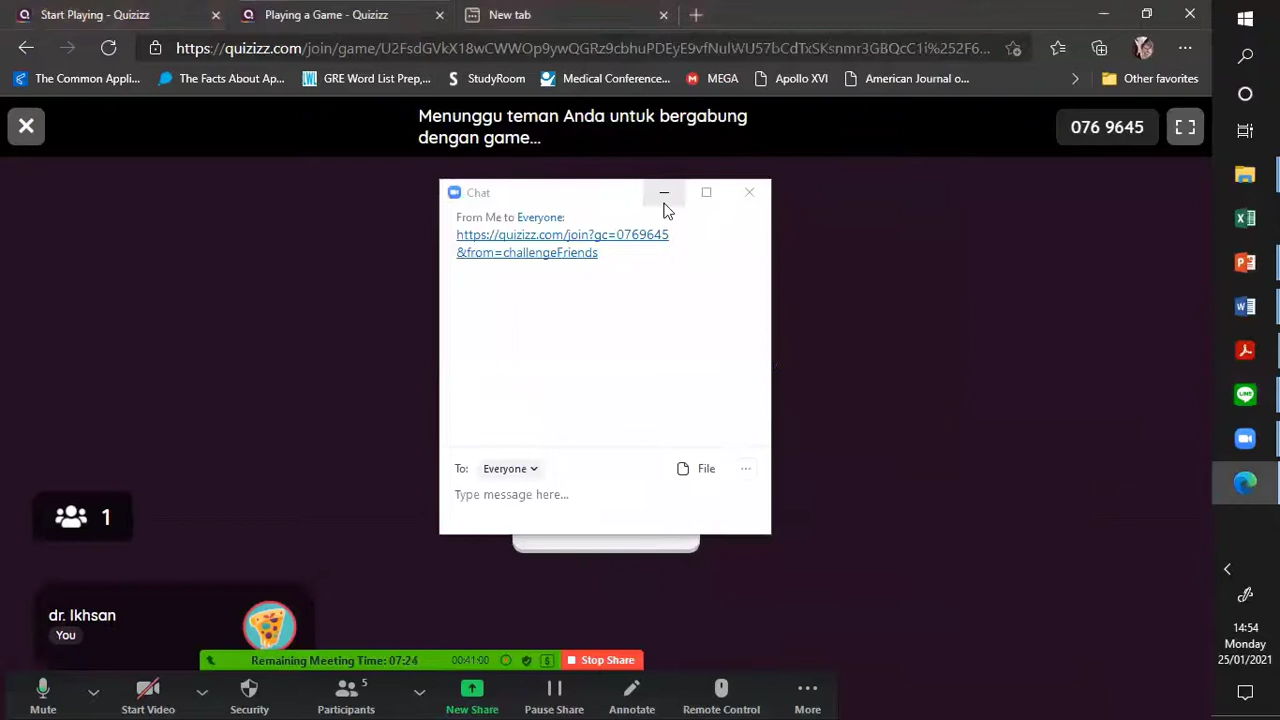 Start Playing - Quizizz
Playing a Game - Quizizz
New tab
https://quizizz.com/join/game/U2FsdGVkX18wCWWOp9ywQGRz9cbhuPDEyE9vfNulWU57bCdTxSKsnmr3GBQcC1i%252F6...
The Common Appli...
The Facts About Ap...
GRE Word List Prep,...
StudyRoom
Medical Conference...
MEGA
Apollo XVI
American Journal o...
Other favorites
Menunggu teman Anda untuk bergabung
dengan game...
076 9645
Chat
From Me to Everyone:
https://quizizz.com/join?gc=0769645
&from=challengeFriends
To: Everyone
File
Type message here...
1
dr. Ikhsan
You
Remaining Meeting Time: 07:24
00:41:00
Stop Share
5
Mute
Start Video
Security
Participants
New Share
Pause Share
Annotate
Remote Control
More
14:54
Monday
25/01/2021